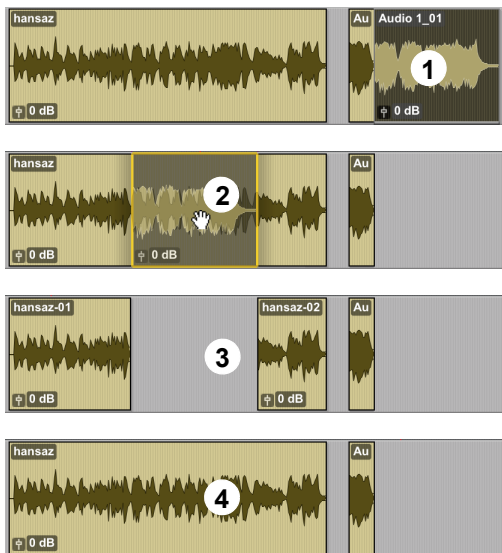 hansaz Au Audio 1_01
1
0 dB 0 dB
hansaz Au
2
0 dB 0 dB
hansaz-01 hansaz-02 Au
3
0 dB 0 dB
hansaz Au
4
0 dB